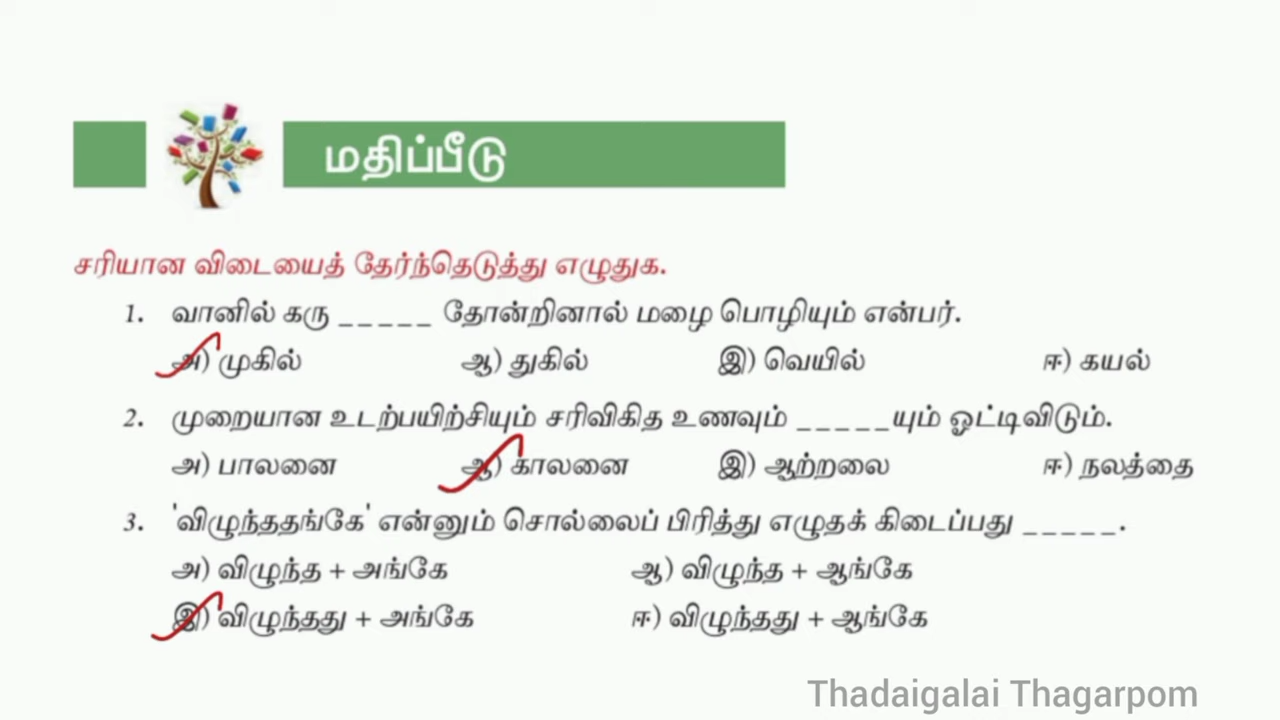 மதிப்பீடு
சரியான விடையைத் தேர்ந்தெடுத்து எழுதுக.
1. வானில் கரு _____ தோன்றினால் மழை பொழியும் என்பர்.
அ) முகில் ஆ) துகில் இ) வெயில் ஈ) கயல்
2. முறையான உடற்பயிற்சியும் சரிவிகித உணவும் _____யும் ஓட்டிவிடும்.
அ) பாலனை ஆ) காலனை இ) ஆற்றலை ஈ) நலத்தை
3. 'விழுந்ததங்கே' என்னும் சொல்லைப் பிரித்து எழுதக் கிடைப்பது _____.
அ) விழுந்த + அங்கே ஆ) விழுந்த + ஆங்கே
இ) விழுந்தது + அங்கே ஈ) விழுந்தது + ஆங்கே
Thadaigalai Thagarpom